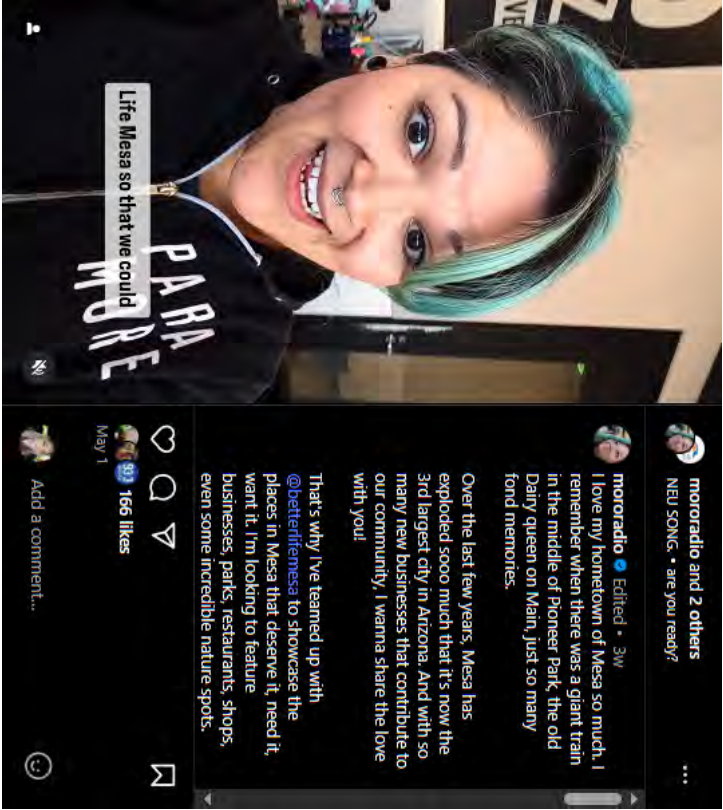 VE
Life Mesa so that we could
PARA
MORE
mororadio and 2 others
NEU SONG. • are you ready?
mororadio Edited • 3w
I love my hometown of Mesa so much. I
remember when there was a giant train
in the middle of Pioneer Park, the old
Dairy queen on Main, just so many
fond memories.
Over the last few years, Mesa has
exploded sooo much that it's now the
3rd largest city in Arizona. And with so
many new businesses that contribute to
our community, I wanna share the love
with you!
That's why I've teamed up with
@betterlifemesa to showcase the
places in Mesa that deserve it, need it,
want it. I'm looking to feature
businesses, parks, restaurants, shops,
even some incredible nature spots.
166 likes
May 1
Add a comment...